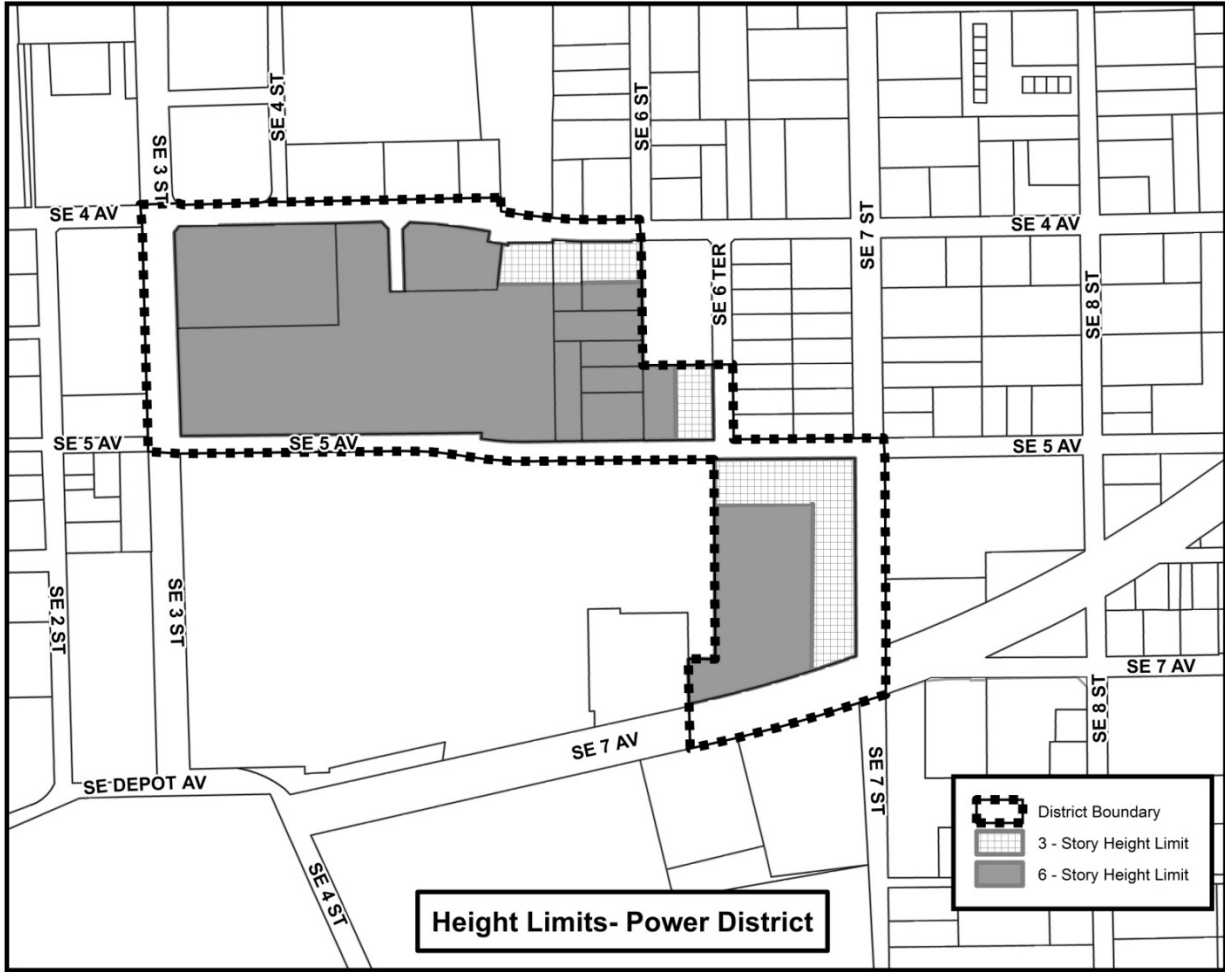 SE 4 ST
SE 6 ST
SE 3 ST
SE 4 AV
SE 7 ST
SE 4 AV
SE 6 TER
SE 8 ST
SE 5 AV
SE 5 AV
SE 5 AV
SE 2 ST
SE 3 ST
SE 7 AV
SE 7 AV
SE 8 ST
SE DEPOT AV
SE 7 ST
SE 4 ST
District Boundary
3 - Story Height Limit
6 - Story Height Limit
Height Limits- Power District